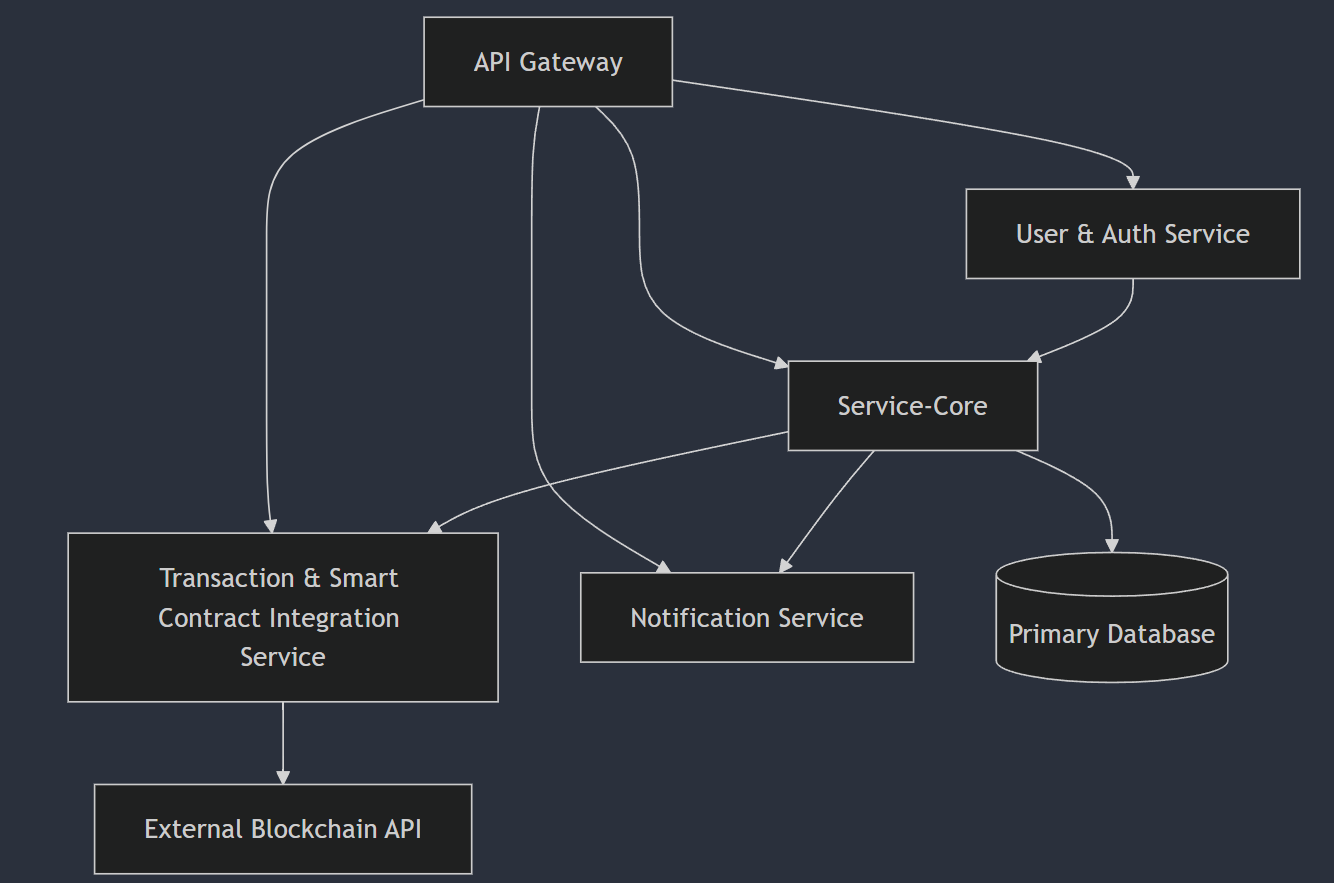 API Gateway
User & Auth Service
Service-Core
Transaction & Smart
Contract Integration
Service
Notification Service
Primary Database
External Blockchain API